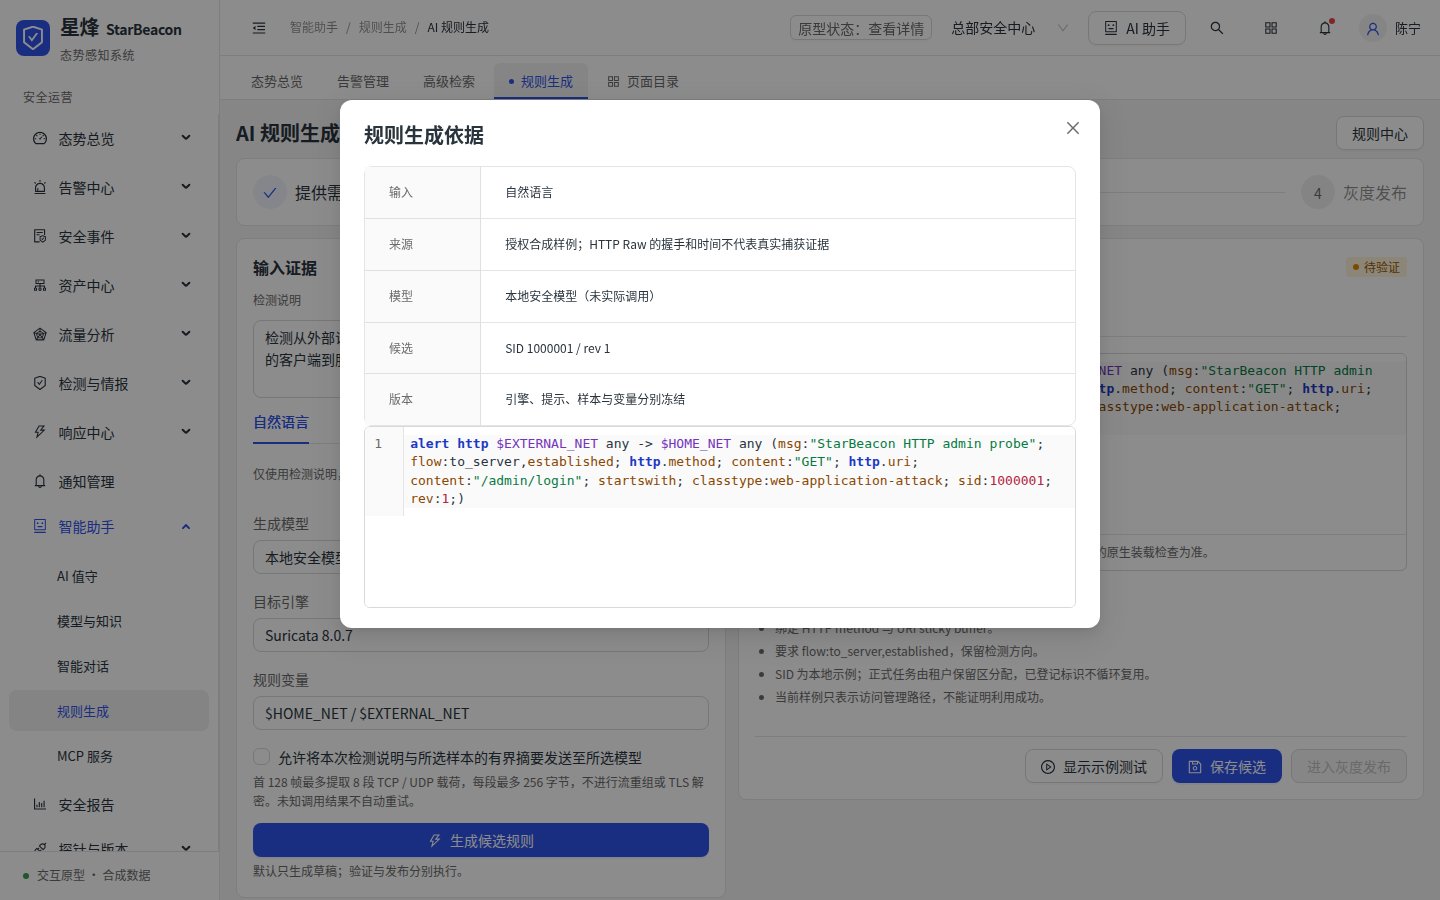 星烽 StarBeacon
态势感知系统
智能助手 / 规则生成 / AI 规则生成
原型状态：查看详情
总部安全中心
AI 助手
陈宁
态势总览
告警管理
高级检索
规则生成
页面目录
安全运营
态势总览
告警中心
安全事件
资产中心
流量分析
检测与情报
响应中心
通知管理
智能助手
AI 值守
模型与知识
智能对话
规则生成
MCP 服务
安全报告
探针与版本
交互原型 · 合成数据
AI 规则生成
规则中心
提供需
4 灰度发布
输入证据
检测说明
检测从外部
的客户端到
自然语言
仅使用检测说明，
生成模型
本地安全模型
目标引擎
Suricata 8.0.7
规则变量
$HOME_NET / $EXTERNAL_NET
允许将本次检测说明与所选样本的有界摘要发送至所选模型
首 128 帧最多提取 8 段 TCP / UDP 载荷，每段最多 256 字节，不进行流重组或 TLS 解
密。未知调用结果不自动重试。
生成候选规则
默认只生成草稿；验证与发布分别执行。
规则生成依据
输入 自然语言
来源 授权合成样例；HTTP Raw 的握手和时间不代表真实捕获证据
模型 本地安全模型（未实际调用）
候选 SID 1000001 / rev 1
版本 引擎、提示、样本与变量分别冻结
1 alert http $EXTERNAL_NET any -> $HOME_NET any (msg:"StarBeacon HTTP admin probe";
flow:to_server,established; http.method; content:"GET"; http.uri;
content:"/admin/login"; startswith; classtype:web-application-attack; sid:1000001;
rev:1;)
待验证
NET any (msg:"StarBeacon HTTP admin
tp.method; content:"GET"; http.uri;
asstype:web-application-attack;
的原生装载检查为准。
绑定 HTTP method 与 URI sticky buffer。
要求 flow:to_server,established，保留检测方向。
SID 为本地示例；正式任务由租户保留区分配，已登记标识不循环复用。
当前样例只表示访问管理路径，不能证明利用成功。
显示示例测试
保存候选
进入灰度发布